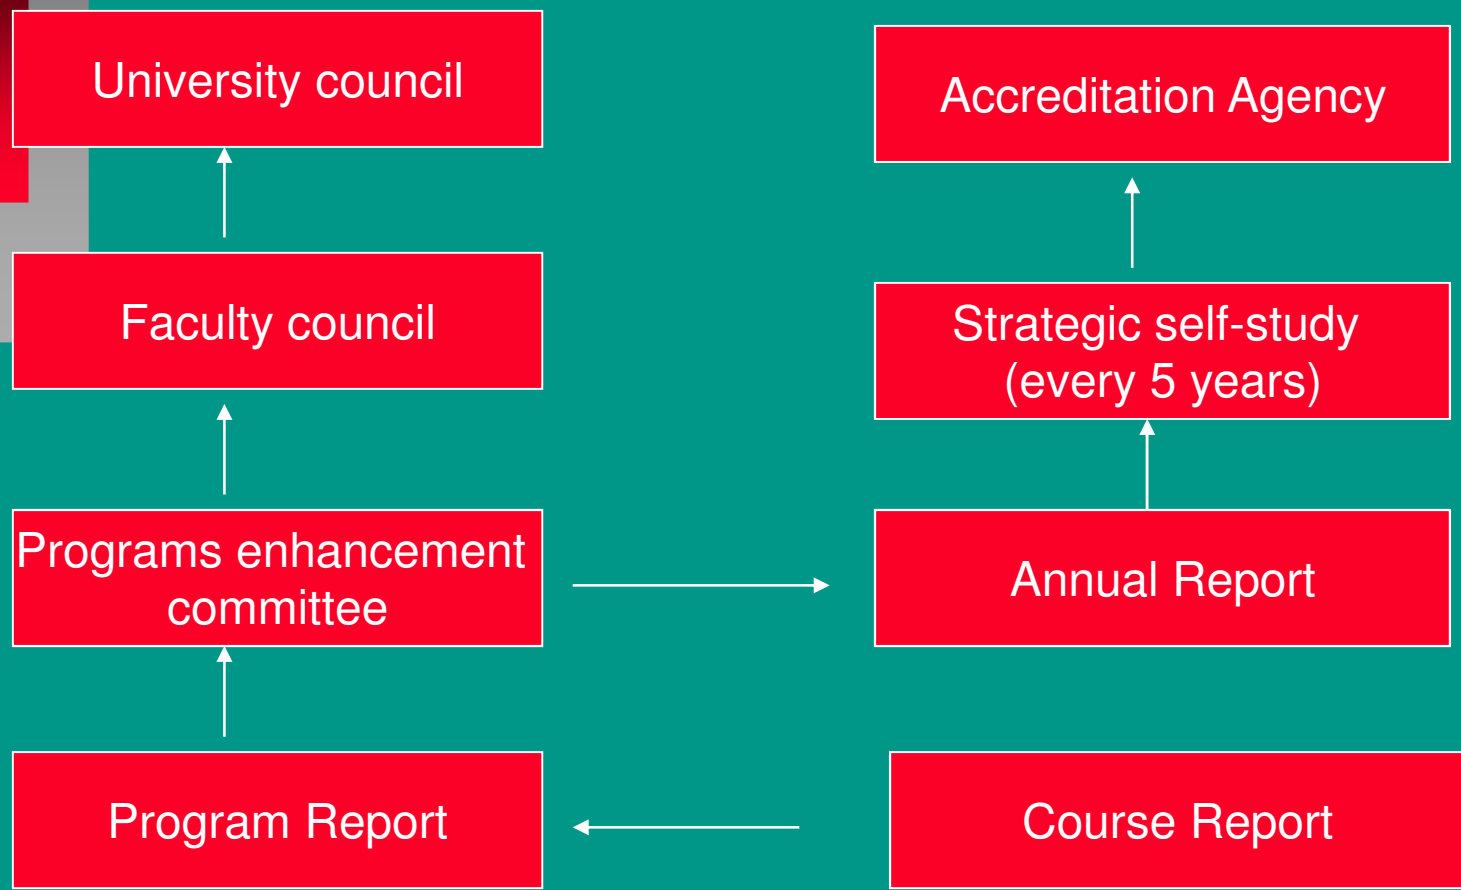 University council
Accreditation Agency
Faculty council
Strategic self-study
(every 5 years)
Programs enhancement
committee
Annual Report
Program Report
Course Report